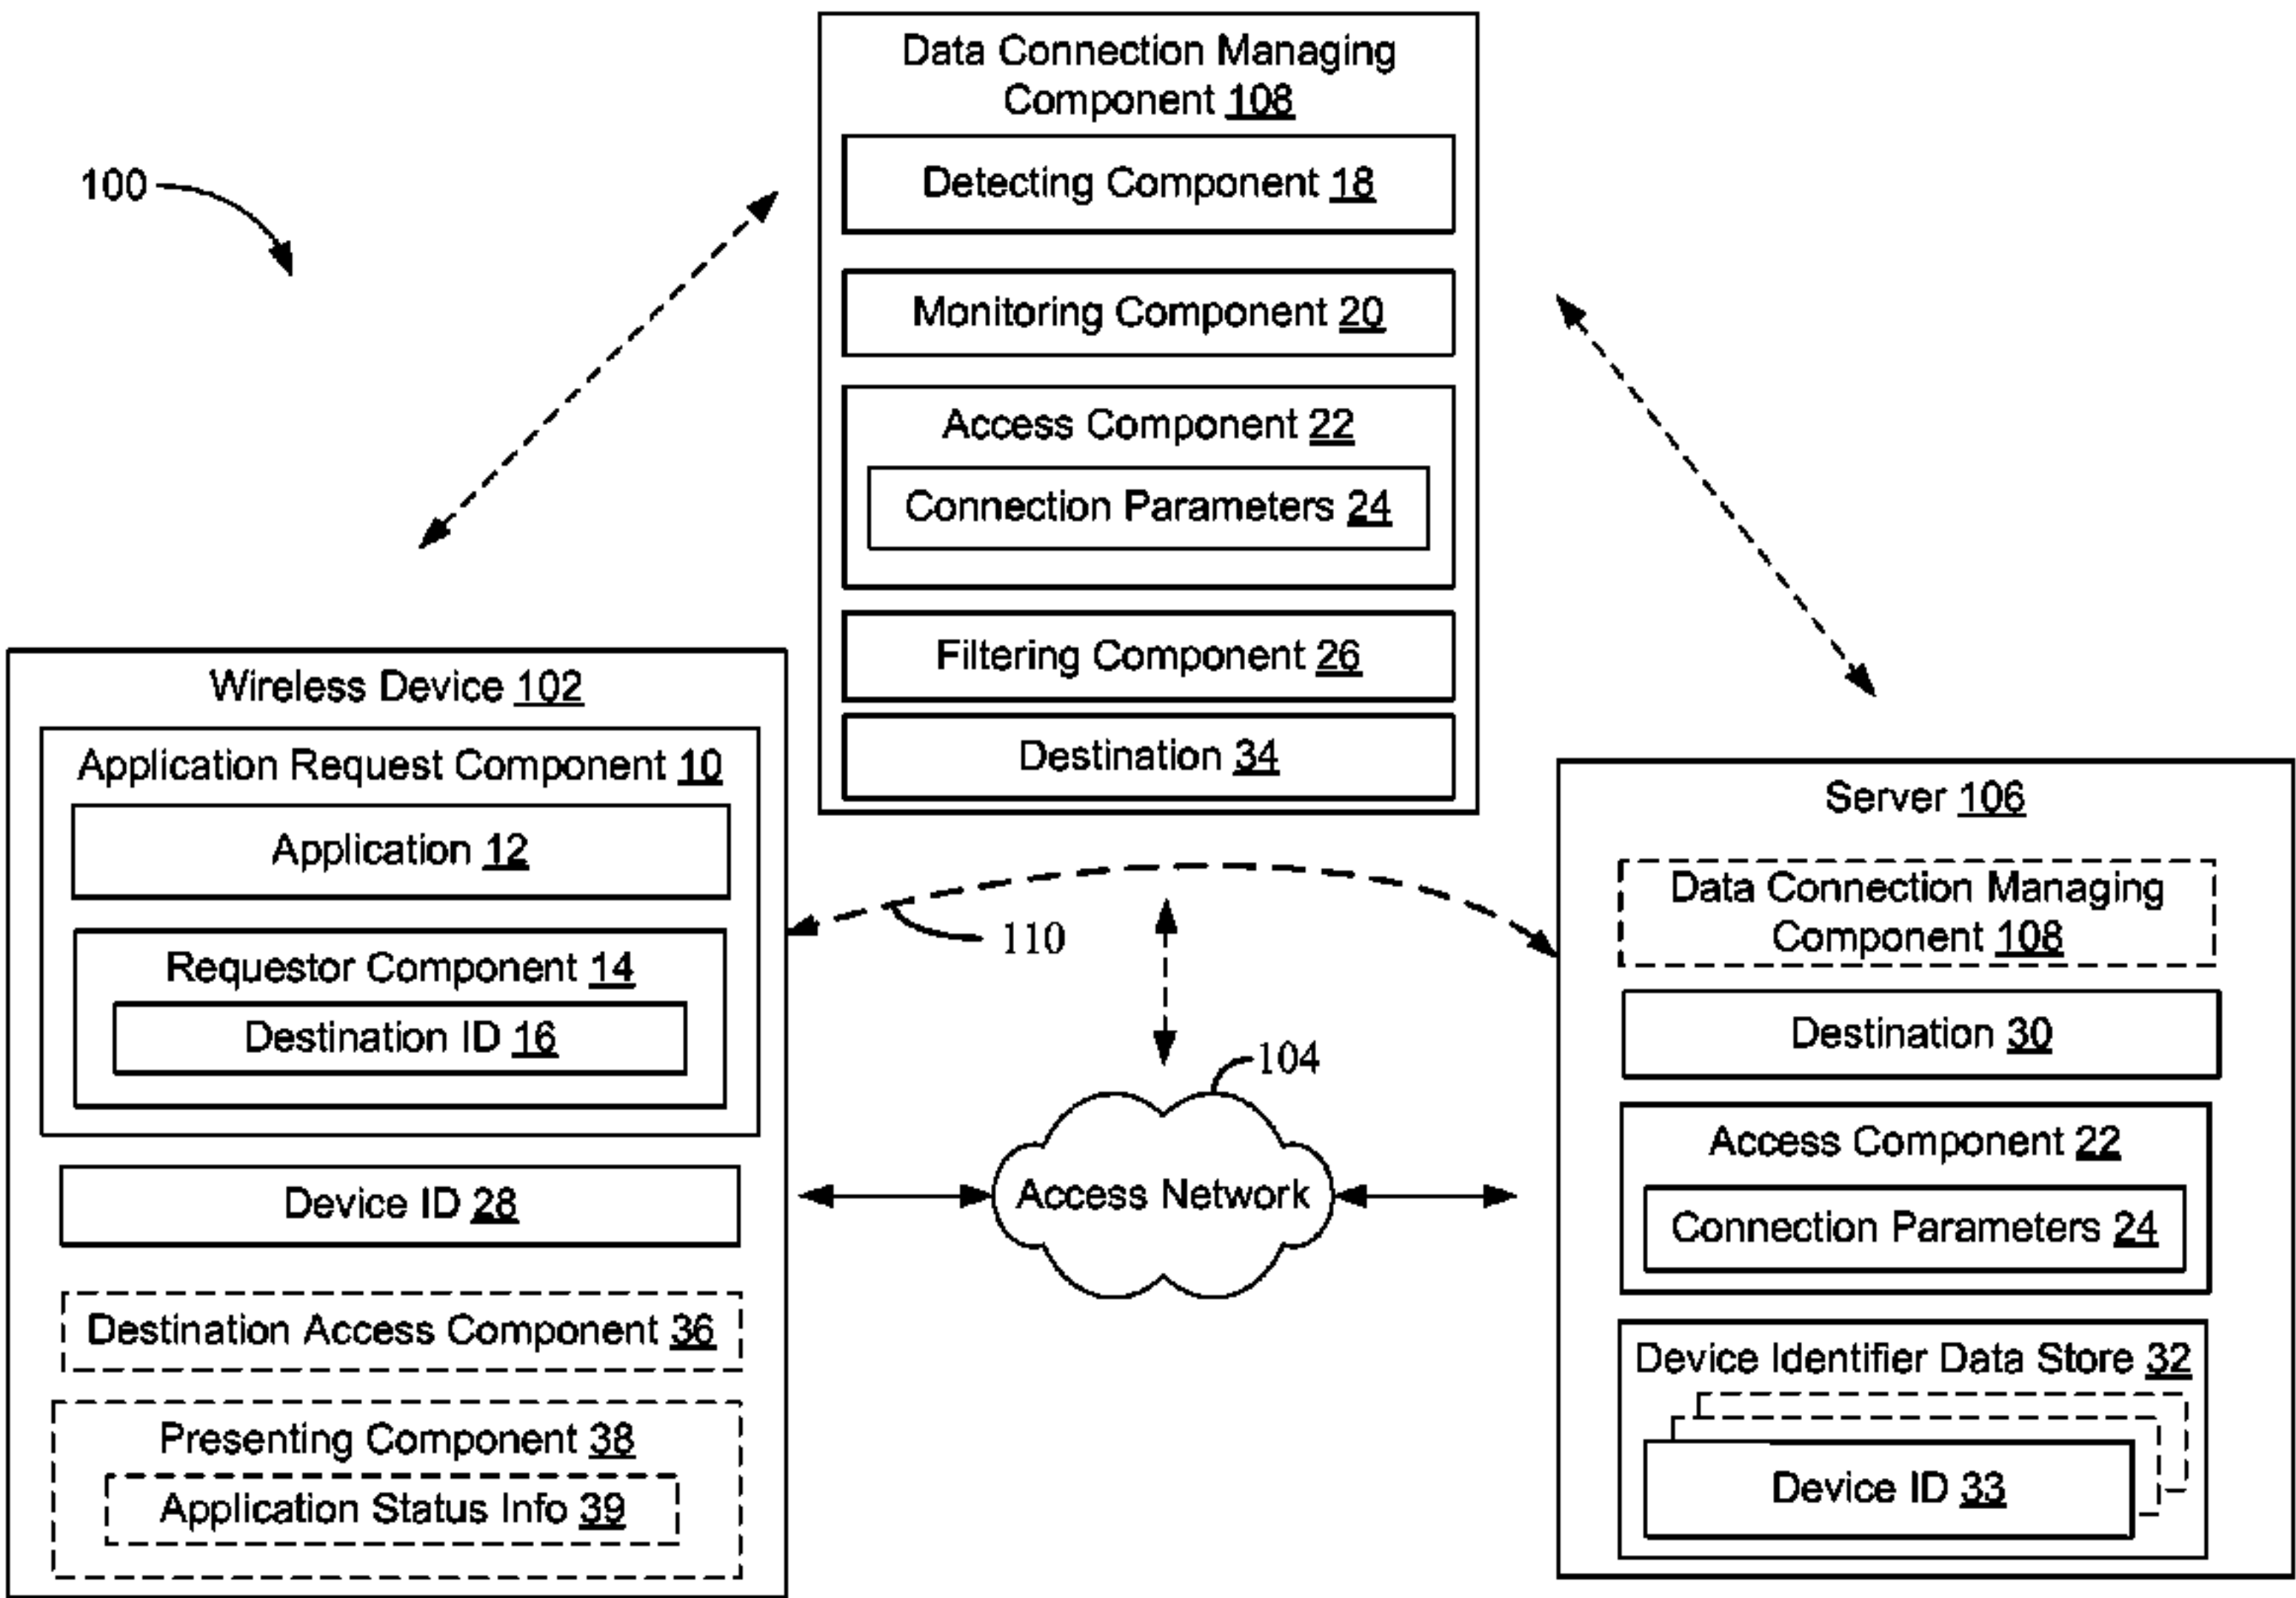 Data Connection Managing
Component 108
Detecting Component 18
Monitoring Component 20
Access Component 22
Connection Parameters 24
Filtering Component 26
Destination 34
100
Wireless Device 102
Application Request Component 10
Application 12
Requestor Component 14
Destination ID 16
Device ID 28
Destination Access Component 36
Presenting Component 38
Application Status Info 39
110
104
Access Network
Server 106
Data Connection Managing
Component 108
Destination 30
Access Component 22
Connection Parameters 24
Device Identifier Data Store 32
Device ID 33